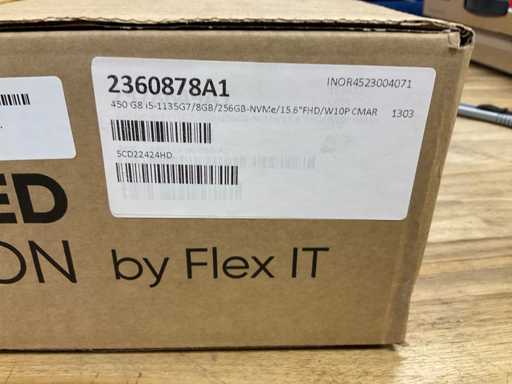 2360878A1 INOR4523004071
450 G8 i5-1135G7/8GB/256GB-NVMe/15.6"FHD/W10P CMAR 1303
5CD22424HD
ED
ON by Flex IT